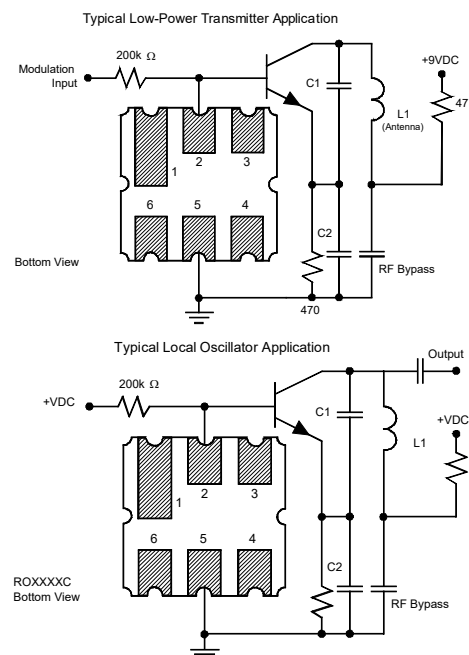 Typical Low-Power Transmitter Application
200k Ω
Modulation
Input
C1
+9VDC
L1
(Antenna)
47
1
2
3
6
5
4
C2
Bottom View
RF Bypass
470
Typical Local Oscillator Application
Output
200k Ω
+VDC
C1
+VDC
L1
1
2
3
6
5
4
C2
ROXXXXC
Bottom View
RF Bypass